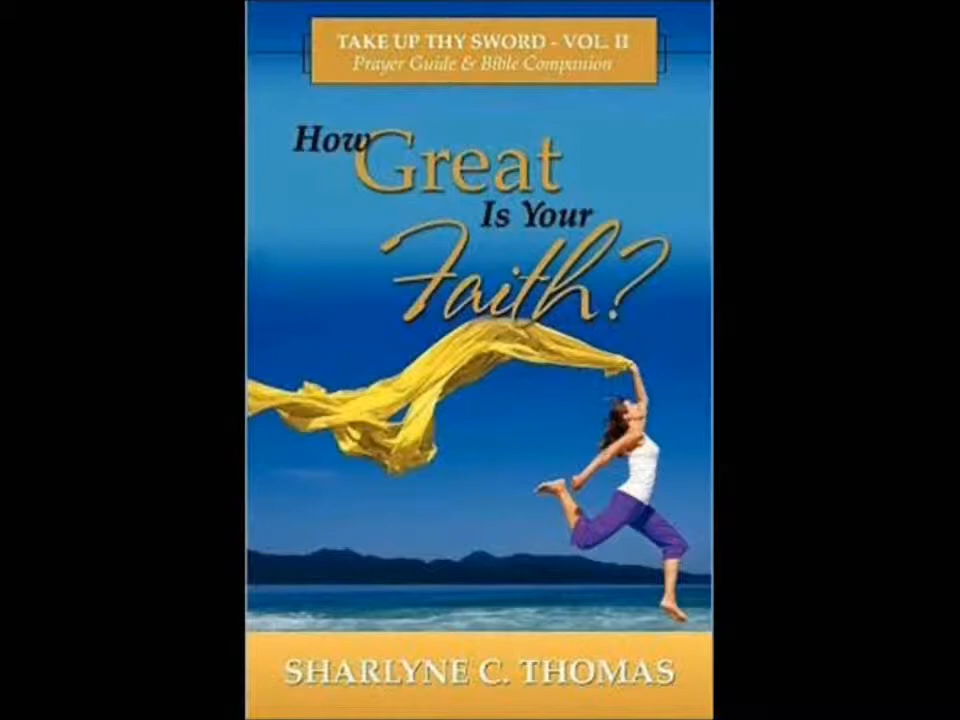 TAKE UP THY SWORD - VOL. II
Prayer Guide & Bible Companion
How Great
Is Your
Faith?
SHARLYNE C. THOMAS